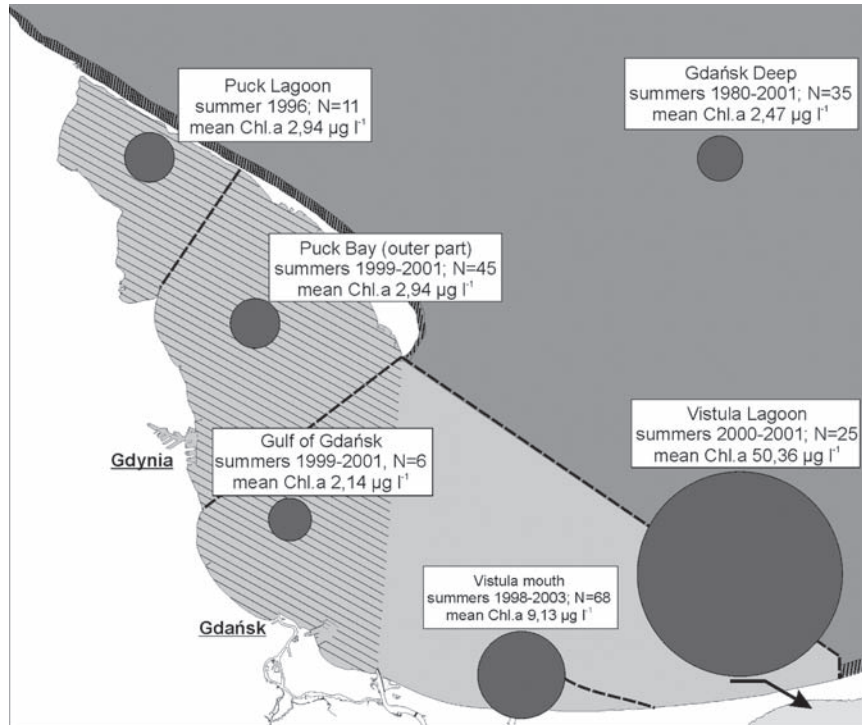 Puck Lagoon
summer 1996; N=11
mean Chl.a 2,94 µg l⁻¹
Gdańsk Deep
summers 1980-2001; N=35
mean Chl.a 2,47 µg l⁻¹
Puck Bay (outer part)
summers 1999-2001; N=45
mean Chl.a 2,94 µg l⁻¹
Vistula Lagoon
summers 2000-2001; N=25
mean Chl.a 50,36 µg l⁻¹
Gdynia
Gulf of Gdańsk
summers 1999-2001, N=6
mean Chl.a 2,14 µg l⁻¹
Vistula mouth
summers 1998-2003; N=68
mean Chl.a 9,13 µg l⁻¹
Gdańsk